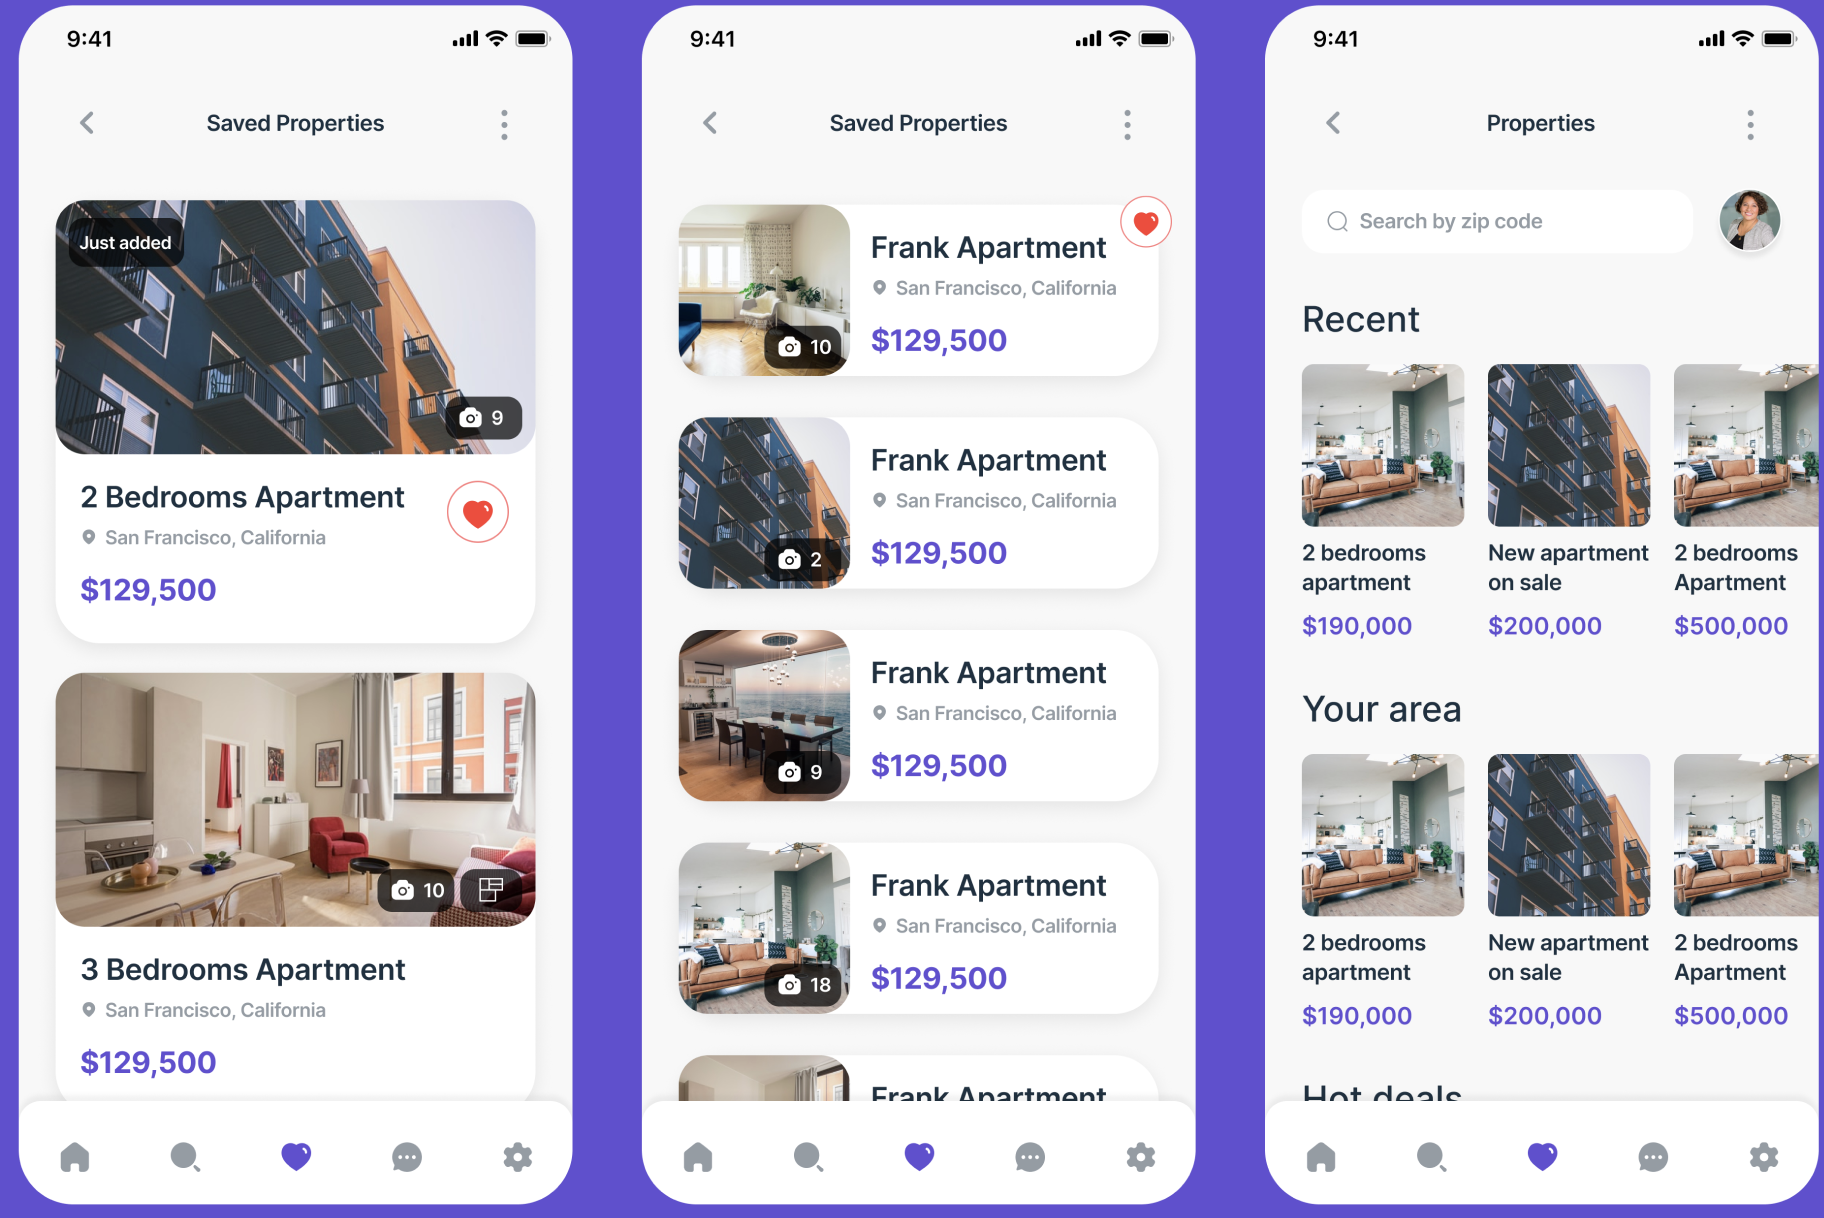 9:41
Saved Properties
Just added
9
2 Bedrooms Apartment
San Francisco, California
$129,500
10
3 Bedrooms Apartment
San Francisco, California
$129,500
9:41
Saved Properties
Frank Apartment
San Francisco, California
10
$129,500
Frank Apartment
San Francisco, California
2
$129,500
Frank Apartment
San Francisco, California
9
$129,500
Frank Apartment
San Francisco, California
18
$129,500
Frank Apartment
9:41
Properties
Search by zip code
Recent
2 bedrooms
apartment
$190,000
New apartment
on sale
$200,000
2 bedrooms
Apartment
$500,000
Your area
2 bedrooms
apartment
$190,000
New apartment
on sale
$200,000
2 bedrooms
Apartment
$500,000
Hot deals